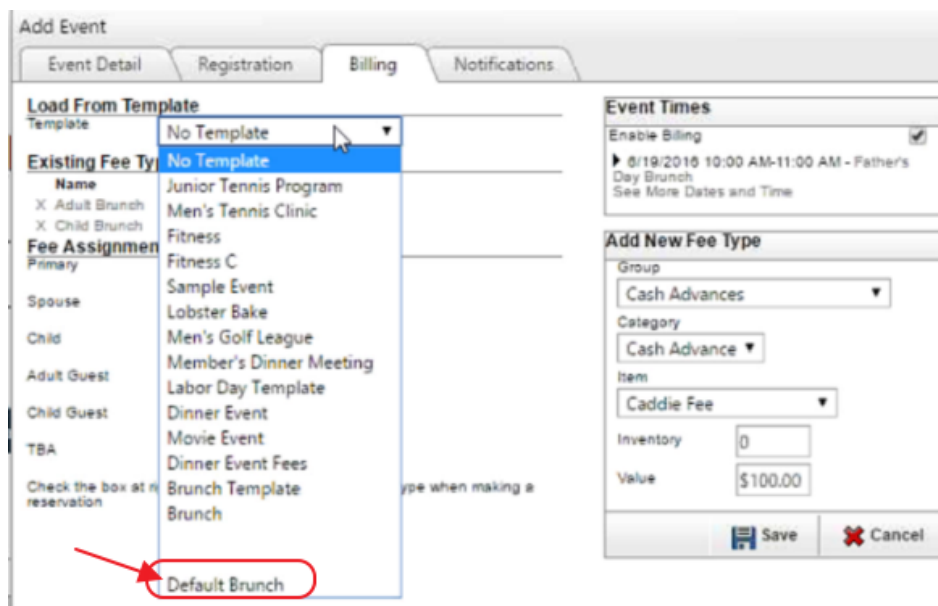 Add Event
Event Detail Registration Billing Notifications
Load From Template
Template No Template
No Template
Junior Tennis Program
Men's Tennis Clinic
Fitness
Fitness C
Sample Event
Lobster Bake
Men's Golf League
Member's Dinner Meeting
Labor Day Template
Dinner Event
Movie Event
Dinner Event Fees
Brunch Template
Brunch
Default Brunch
Existing Fee Ty
Name
X Adult Brunch
X Child Brunch
Fee Assignmen
Primary
Spouse
Child
Adult Guest
Child Guest
TBA
Check the box at ype when making a
reservation
Event Times
Enable Billing
6/19/2016 10:00 AM-11:00 AM - Father's
Day Brunch
See More Dates and Time
Add New Fee Type
Group
Cash Advances
Category
Cash Advance
Item
Caddie Fee
Inventory 0
Value $100.00
Save Cancel